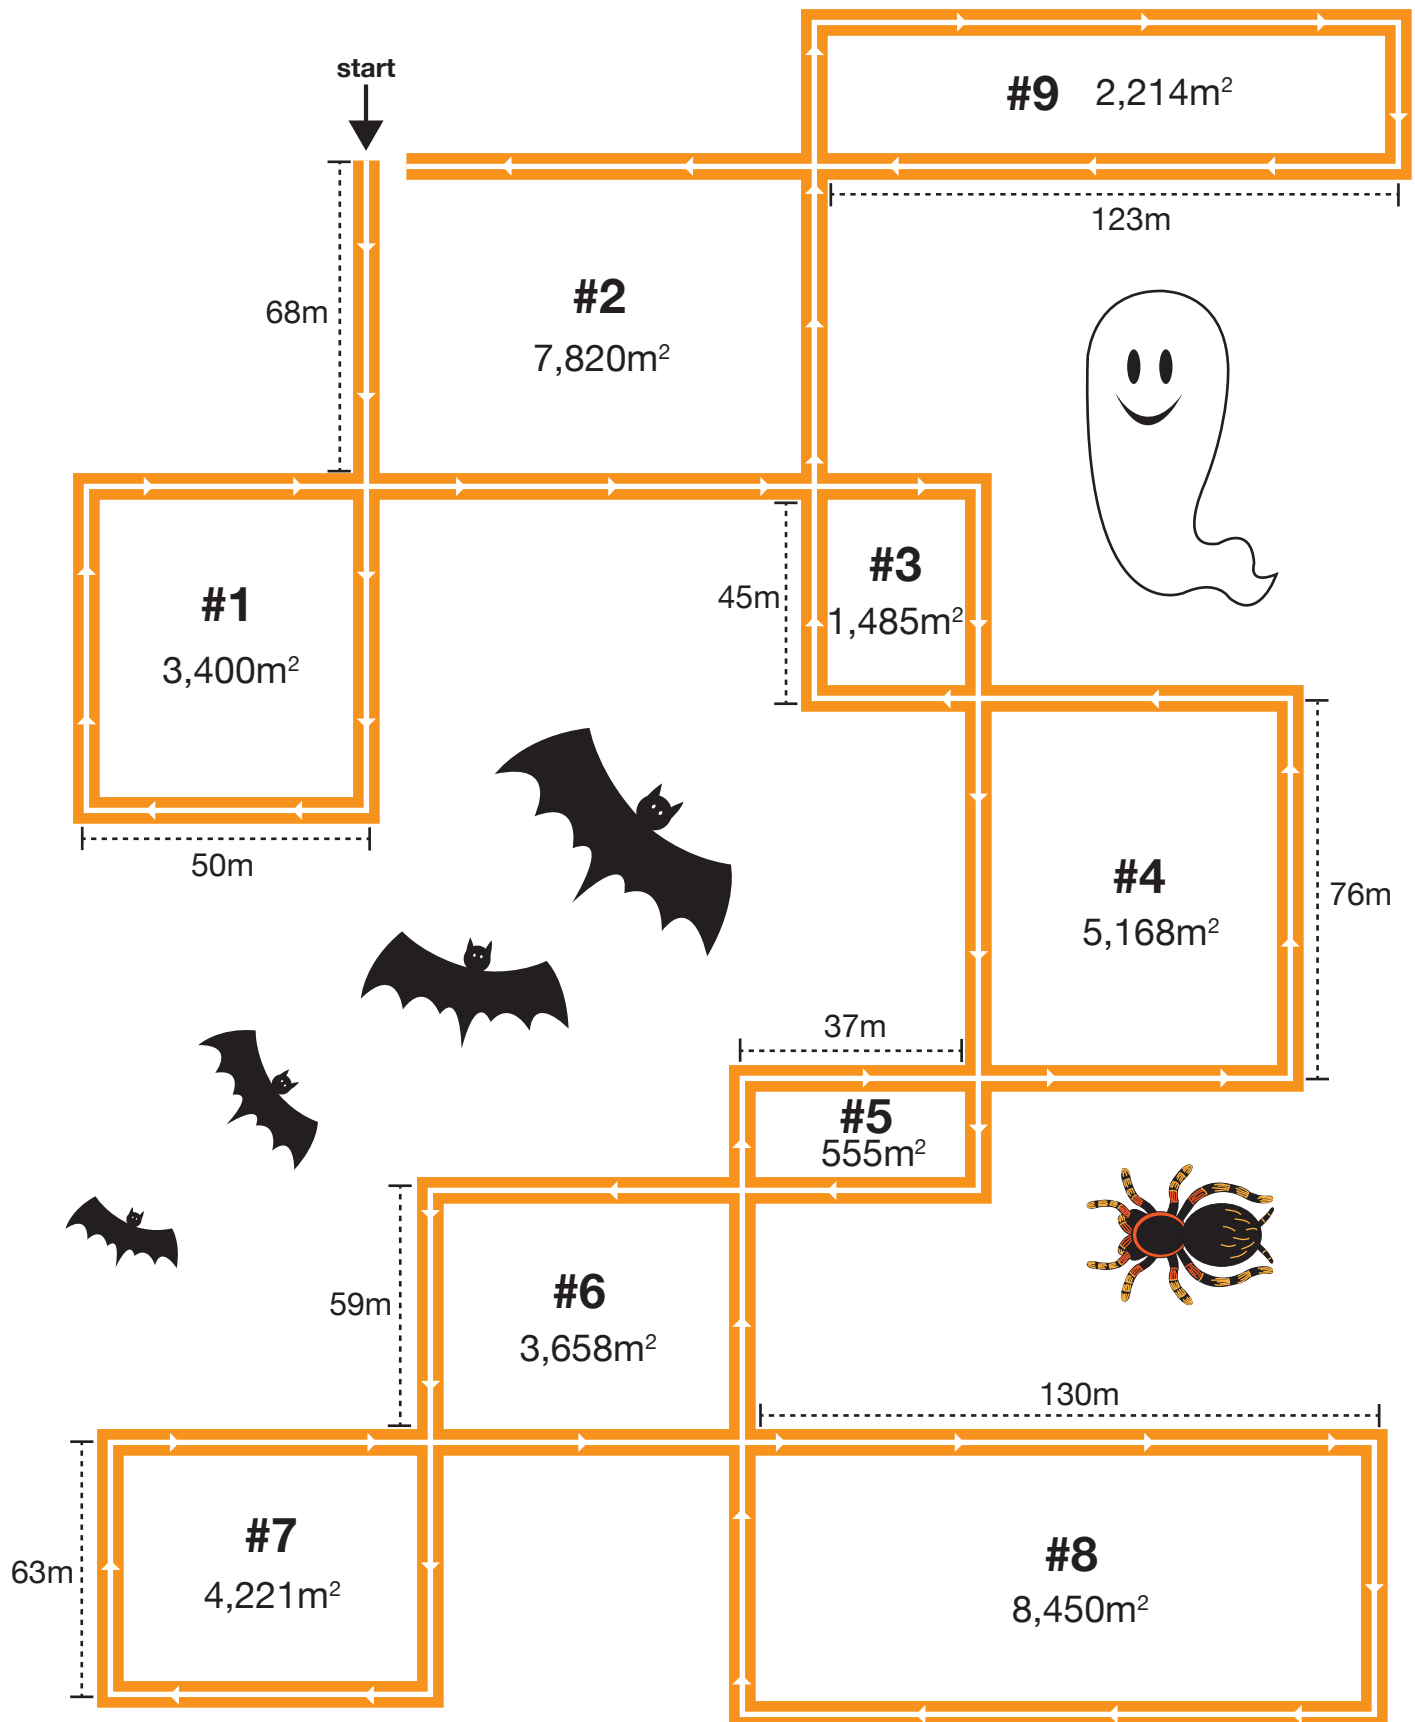 start
#9 2,214m²
123m
68m
#2
7,820m²
#3
45m
1,485m²
#1
3,400m²
50m
#4
76m
5,168m²
37m
#5
555m²
#6
59m
3,658m²
130m
#7
63m
4,221m²
#8
8,450m²